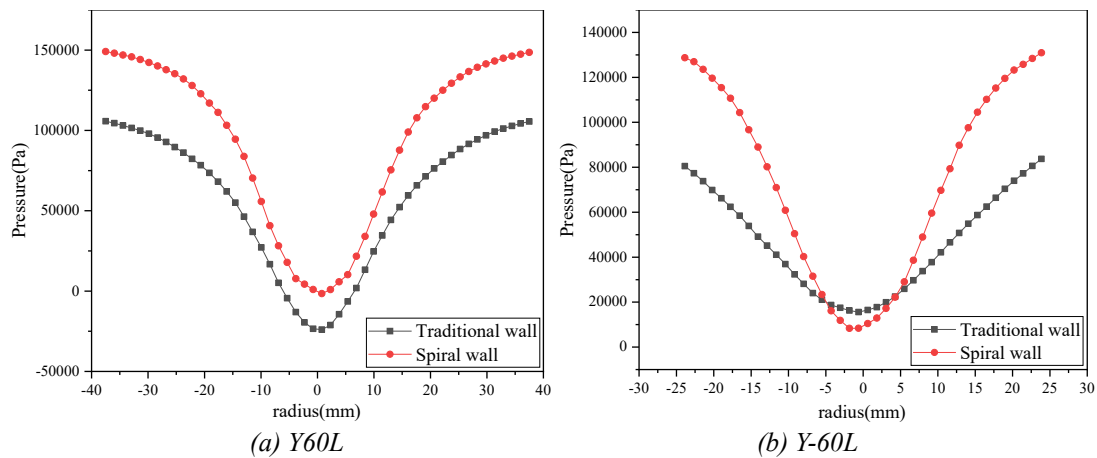 150000
100000
50000
0
-50000
Pressure(Pa)
-40 -30 -20 -10 0 10 20 30 40
radius(mm)
Traditional wall
Spiral wall
(a) Y60L
140000
120000
100000
80000
60000
40000
20000
0
Pressure(Pa)
-30 -25 -20 -15 -10 -5 0 5 10 15 20 25 30
radius(mm)
Traditional wall
Spiral wall
(b) Y-60L